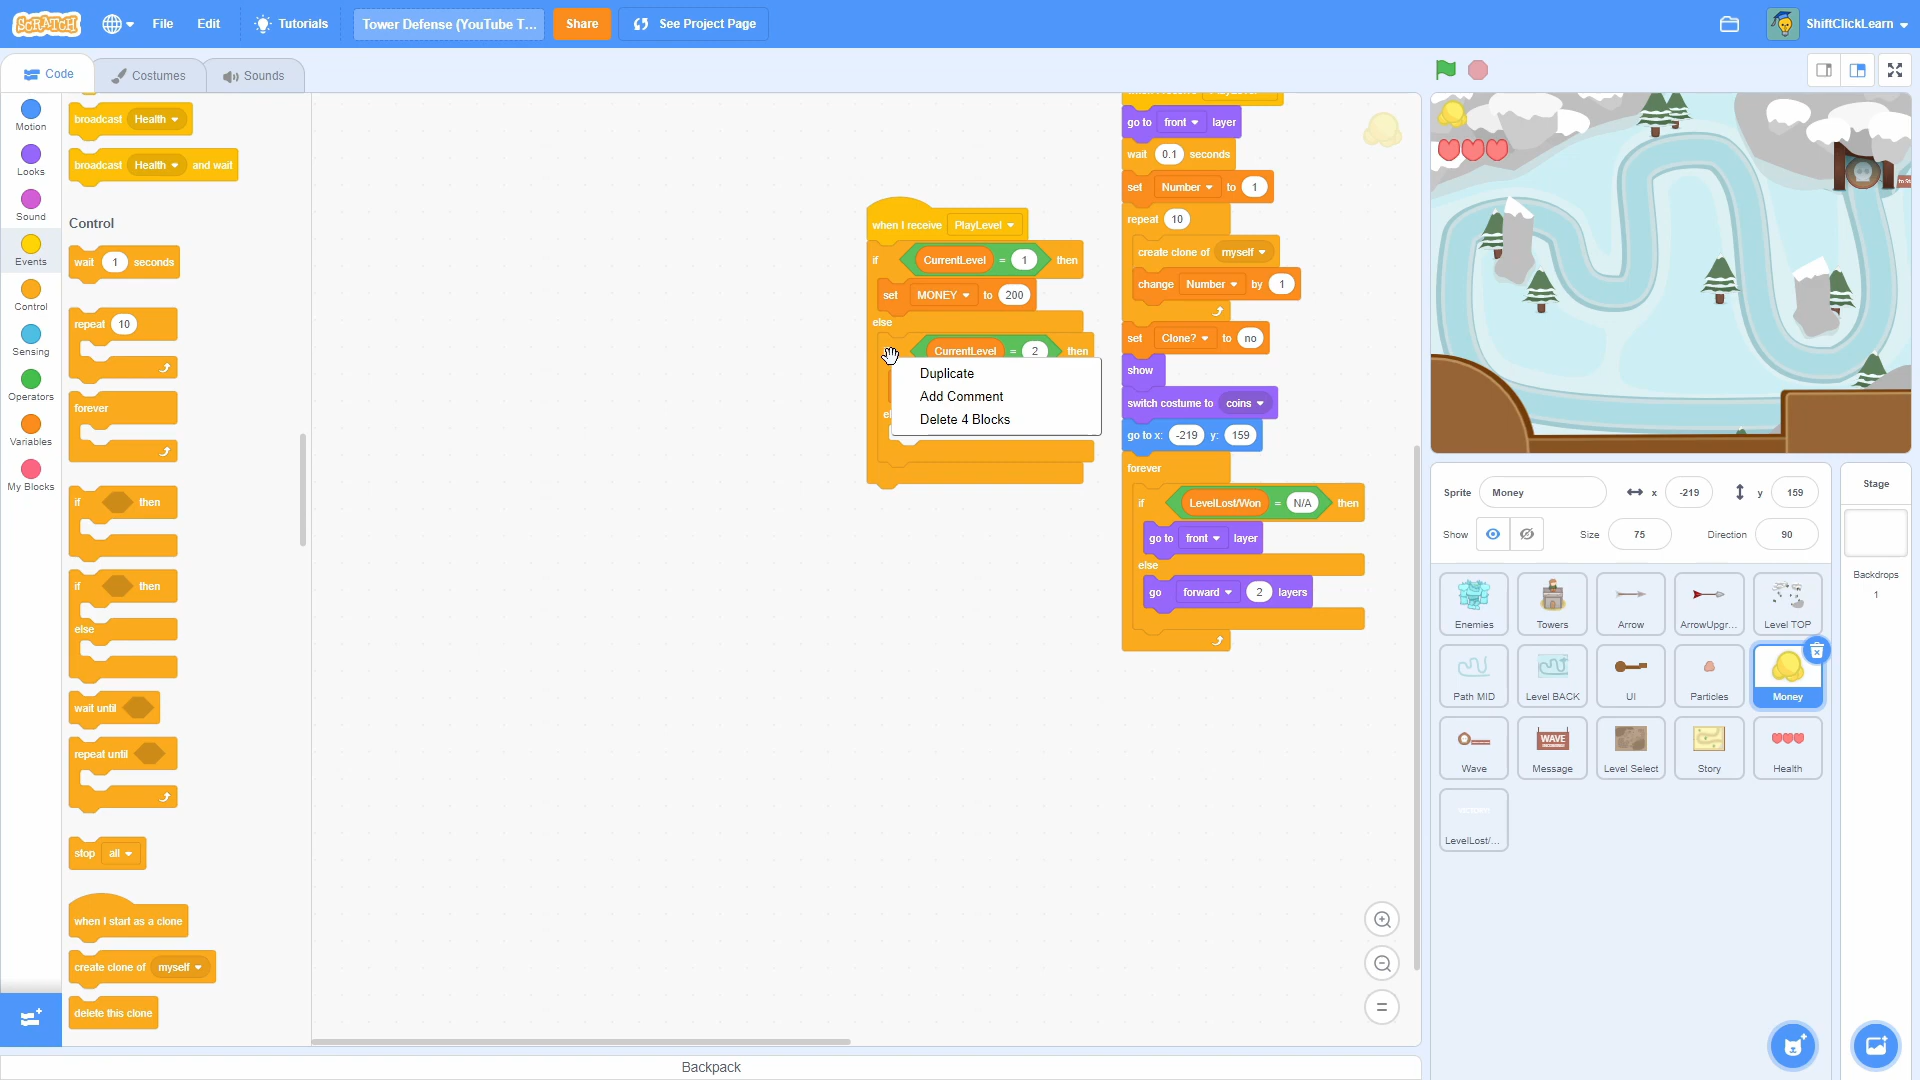 SCRATCH
File
Edit
Tutorials
Tower Defense (YouTube T...
Share
See Project Page
ShiftClickLearn
Code
Costumes
Sounds
Motion
Looks
Sound
Events
Control
Sensing
Operators
Variables
My Blocks
broadcast Health
broadcast Health and wait
Control
wait 1 seconds
repeat 10
forever
if then
if then
else
wait until
repeat until
stop all
when I start as a clone
create clone of myself
delete this clone
when I receive PlayLevel
if CurrentLevel = 1 then
set MONEY to 200
else
CurrentLevel = 2 then
el
Duplicate
Add Comment
Delete 4 Blocks
go to front layer
wait 0.1 seconds
set Number to 1
repeat 10
create clone of myself
change Number by 1
set Clone? to no
show
switch costume to coins
go to x: -219 y: 159
forever
if LevelLost/Won = N/A then
go to front layer
else
go forward 2 layers
Backpack
Sprite Money x -219 y 159
Show Size 75 Direction 90
Enemies
Towers
Arrow
ArrowUpgr...
Level TOP
Path MID
Level BACK
UI
Particles
Money
Wave
WAVE
Message
Level Select
Story
Health
LevelLost/...
Stage
Backdrops
1